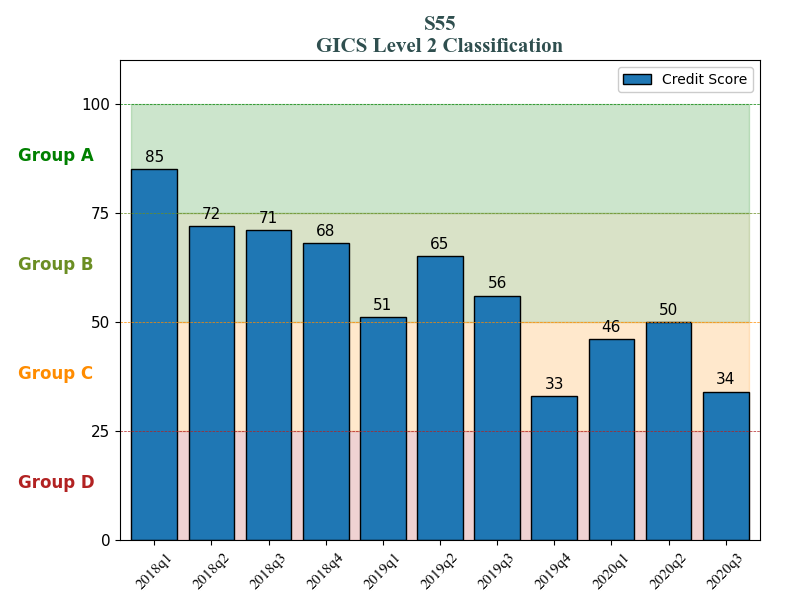 S55
GICS Level 2 Classification
Credit Score
100
Group A
85
75
72
71
68
Group B
65
56
51
50
50
46
Group C
34
33
25
Group D
0
2018q1 2018q2 2018q3 2018q4 2019q1 2019q2 2019q3 2019q4 2020q1 2020q2 2020q3